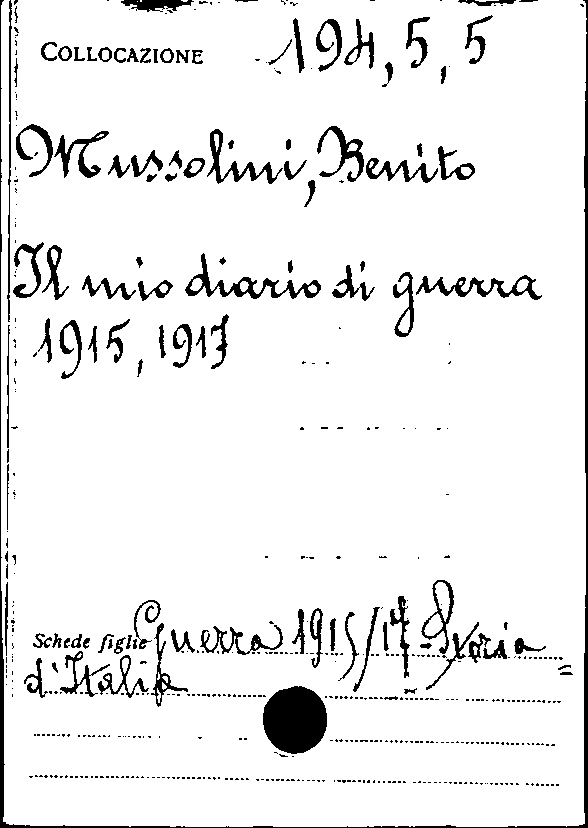 COLLOCAZIONE 194, 5, 5
Mussolini, Benito
Il mio diario di guerra
1915, 1917
Schede figlie Guerra 1915/17 - Storia
d'Italia